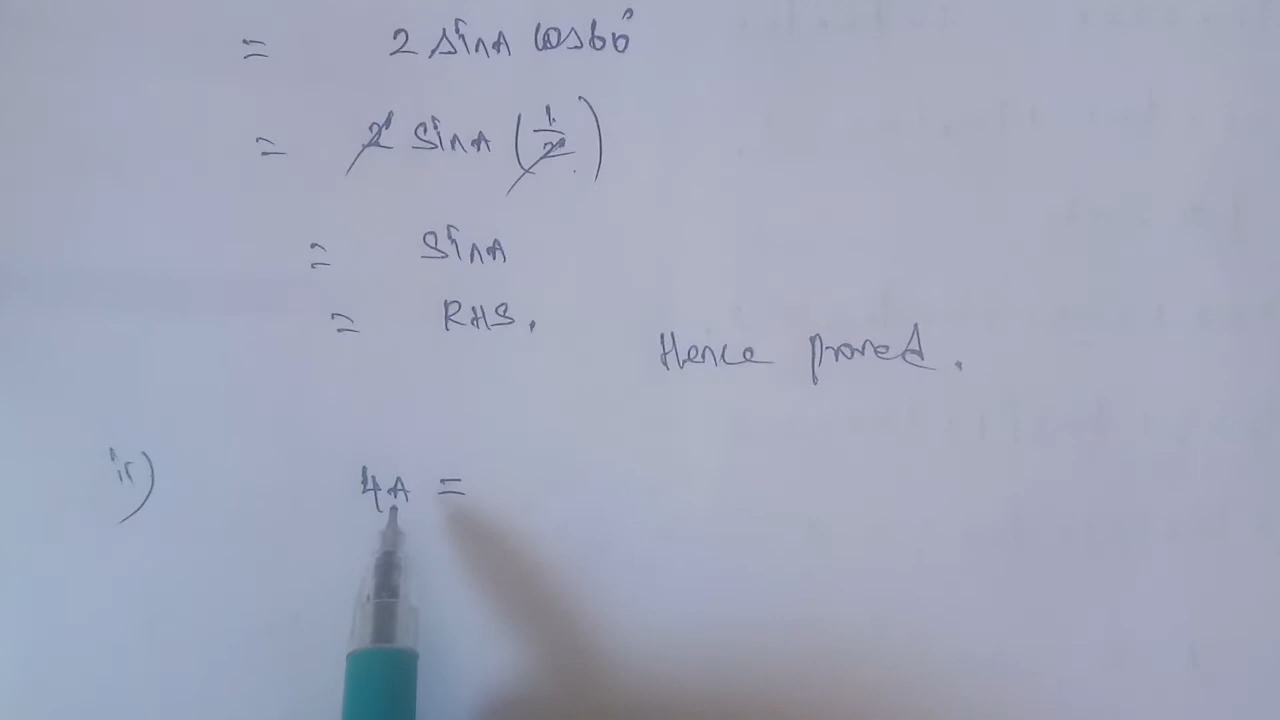 = 2 sinA cos60°
= 2 sinA (1/2)
= sinA
= RHS.
Hence proved.
ii) 4A =